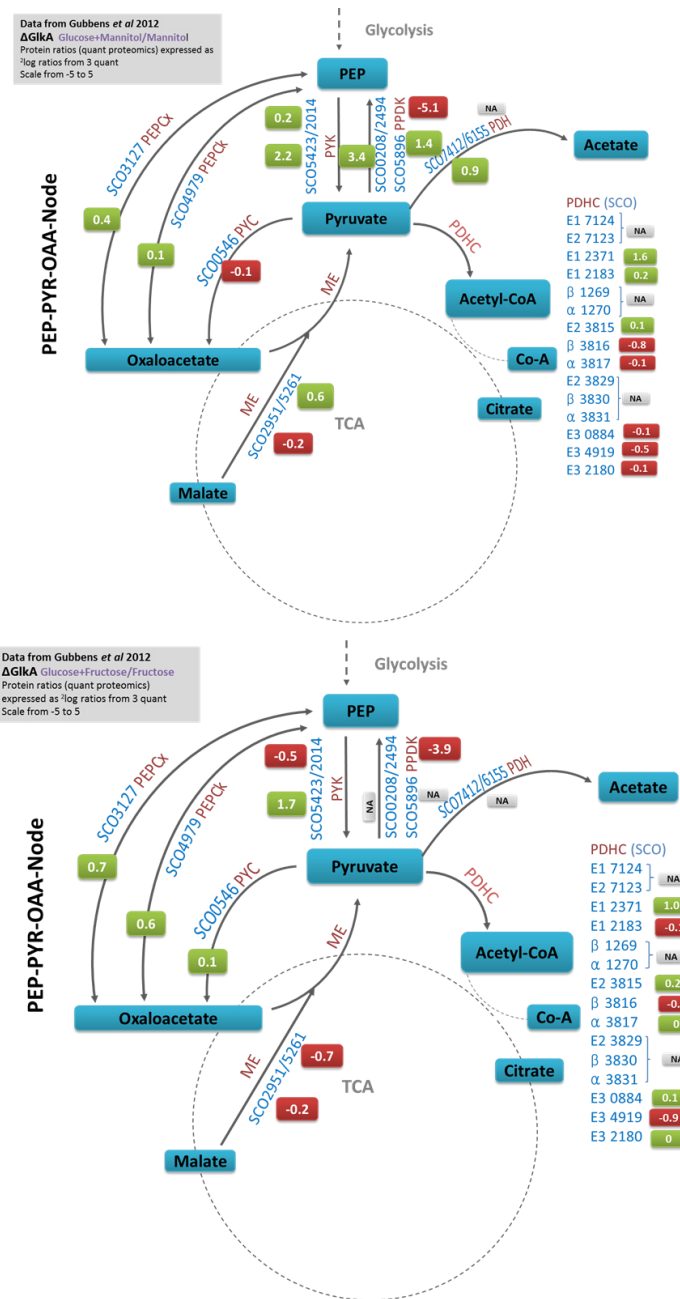 Data from Gubbens et al 2012
ΔGlkA Glucose+Mannitol/Mannitol
Protein ratios (quant proteomics) expressed as
²log ratios from 3 quant
Scale from -5 to 5
Glycolysis
PEP
PEP-PYR-OAA-Node
SCO3127 PEPCx
0.4
SCO4979 PEPCk
0.1
0.2
2.2
SCO5423/2014
PYK
3.4
SCO0208/2494
SCO5896 PPDK
-5.1
1.4
NA
SCO7412/6155 PDH
0.9
Acetate
Pyruvate
SCO0546 PYC
-0.1
PDHC
ME
Acetyl-CoA
Co-A
Oxaloacetate
ME
SCO2951/5261
0.6
-0.2
TCA
Citrate
Malate
PDHC (SCO)
E1 7124
E2 7123
NA
E1 2371 1.6
E1 2183 0.2
β 1269
α 1270
NA
E2 3815 0.1
β 3816 -0.8
α 3817 -0.1
E2 3829
β 3830 NA
α 3831
E3 0884 -0.1
E3 4919 -0.5
E3 2180 -0.1
Data from Gubbens et al 2012
ΔGlkA Glucose+Fructose/Fructose
Protein ratios (quant proteomics)
expressed as ²log ratios from 3 quant
Scale from -5 to 5
Glycolysis
PEP
PEP-PYR-OAA-Node
SCO3127 PEPCx
0.7
SCO4979 PEPCk
0.6
-0.5
1.7
SCO5423/2014
PYK
NA
SCO0208/2494
SCO5896 PPDK
-3.9
NA
SCO7412/6155 PDH
NA
Acetate
Pyruvate
SCO0546 PYC
0.1
PDHC
ME
Acetyl-CoA
Co-A
Oxaloacetate
ME
SCO2951/5261
-0.7
-0.2
TCA
Citrate
Malate
PDHC (SCO)
E1 7124
E2 7123
NA
E1 2371 1.0
E1 2183
β 1269
α 1270
NA
E2 3815 0.2
β 3816
α 3817
E2 3829
β 3830 NA
α 3831
E3 0884 0.1
E3 4919 -0.9
E3 2180 0